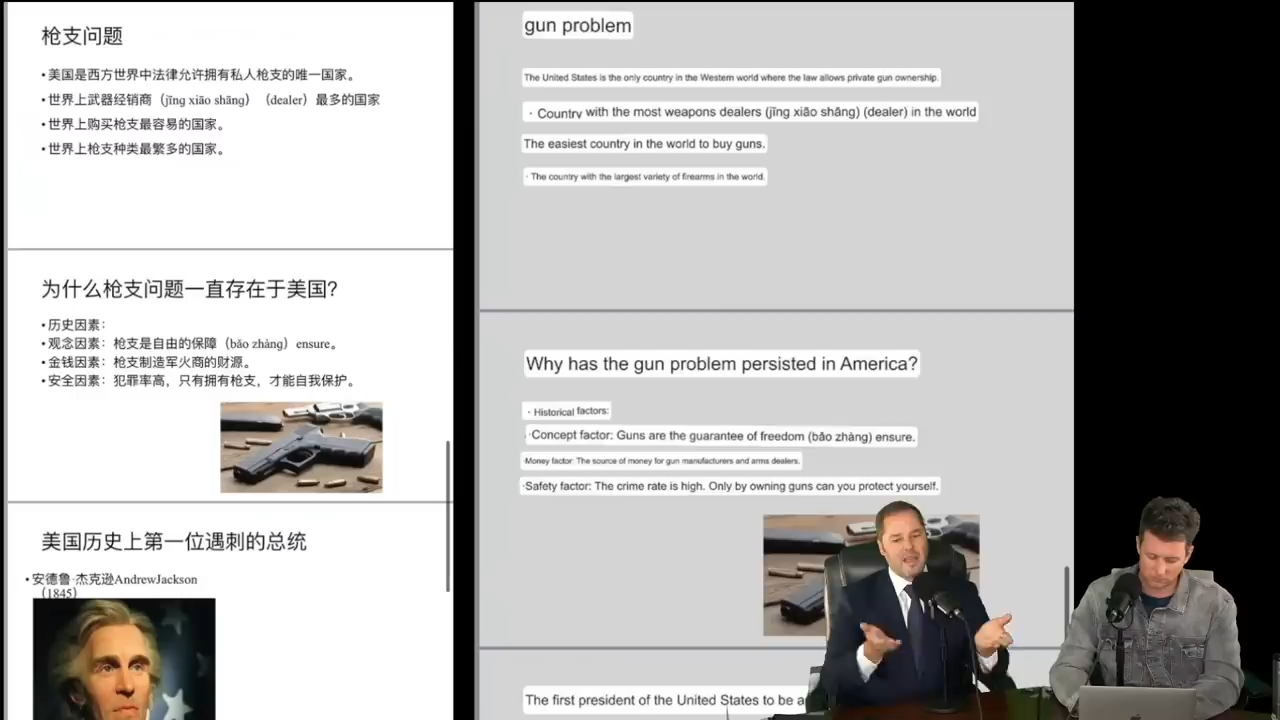 枪支问题
• 美国是西方世界中法律允许拥有私人枪支的唯一国家。
• 世界上武器经销商（jīng xiāo shāng）（dealer）最多的国家
• 世界上购买枪支最容易的国家。
• 世界上枪支种类最繁多的国家。
为什么枪支问题一直存在于美国？
• 历史因素：
• 观念因素：枪支是自由的保障（bǎo zhàng）ensure。
• 金钱因素：枪支制造军火商的财源。
• 安全因素：犯罪率高，只有拥有枪支，才能自我保护。
美国历史上第一位遇刺的总统
• 安德鲁·杰克逊AndrewJackson
（1845）
gun problem
The United States is the only country in the Western world where the law allows private gun ownership.
· Country with the most weapons dealers (jīng xiāo shāng) (dealer) in the world
The easiest country in the world to buy guns.
· The country with the largest variety of firearms in the world.
Why has the gun problem persisted in America?
· Historical factors:
·Concept factor: Guns are the guarantee of freedom (bǎo zhàng) ensure.
·Money factor: The source of money for gun manufacturers and arms dealers.
·Safety factor: The crime rate is high. Only by owning guns can you protect yourself.
The first president of the United States to be a